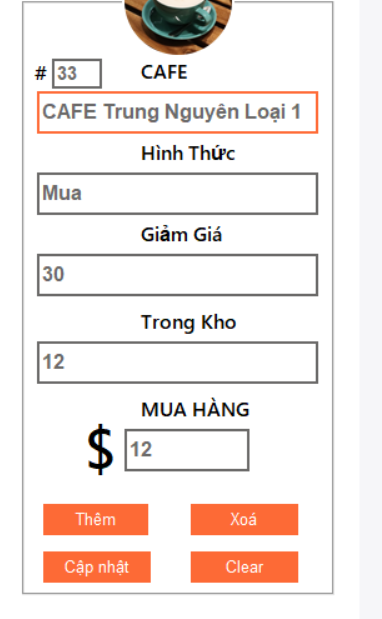 # 33 CAFE
CAFE Trung Nguyên Loại 1
Hình Thức
Mua
Giảm Giá
30
Trong Kho
12
MUA HÀNG
$ 12
Thêm Xoá
Cập nhật Clear